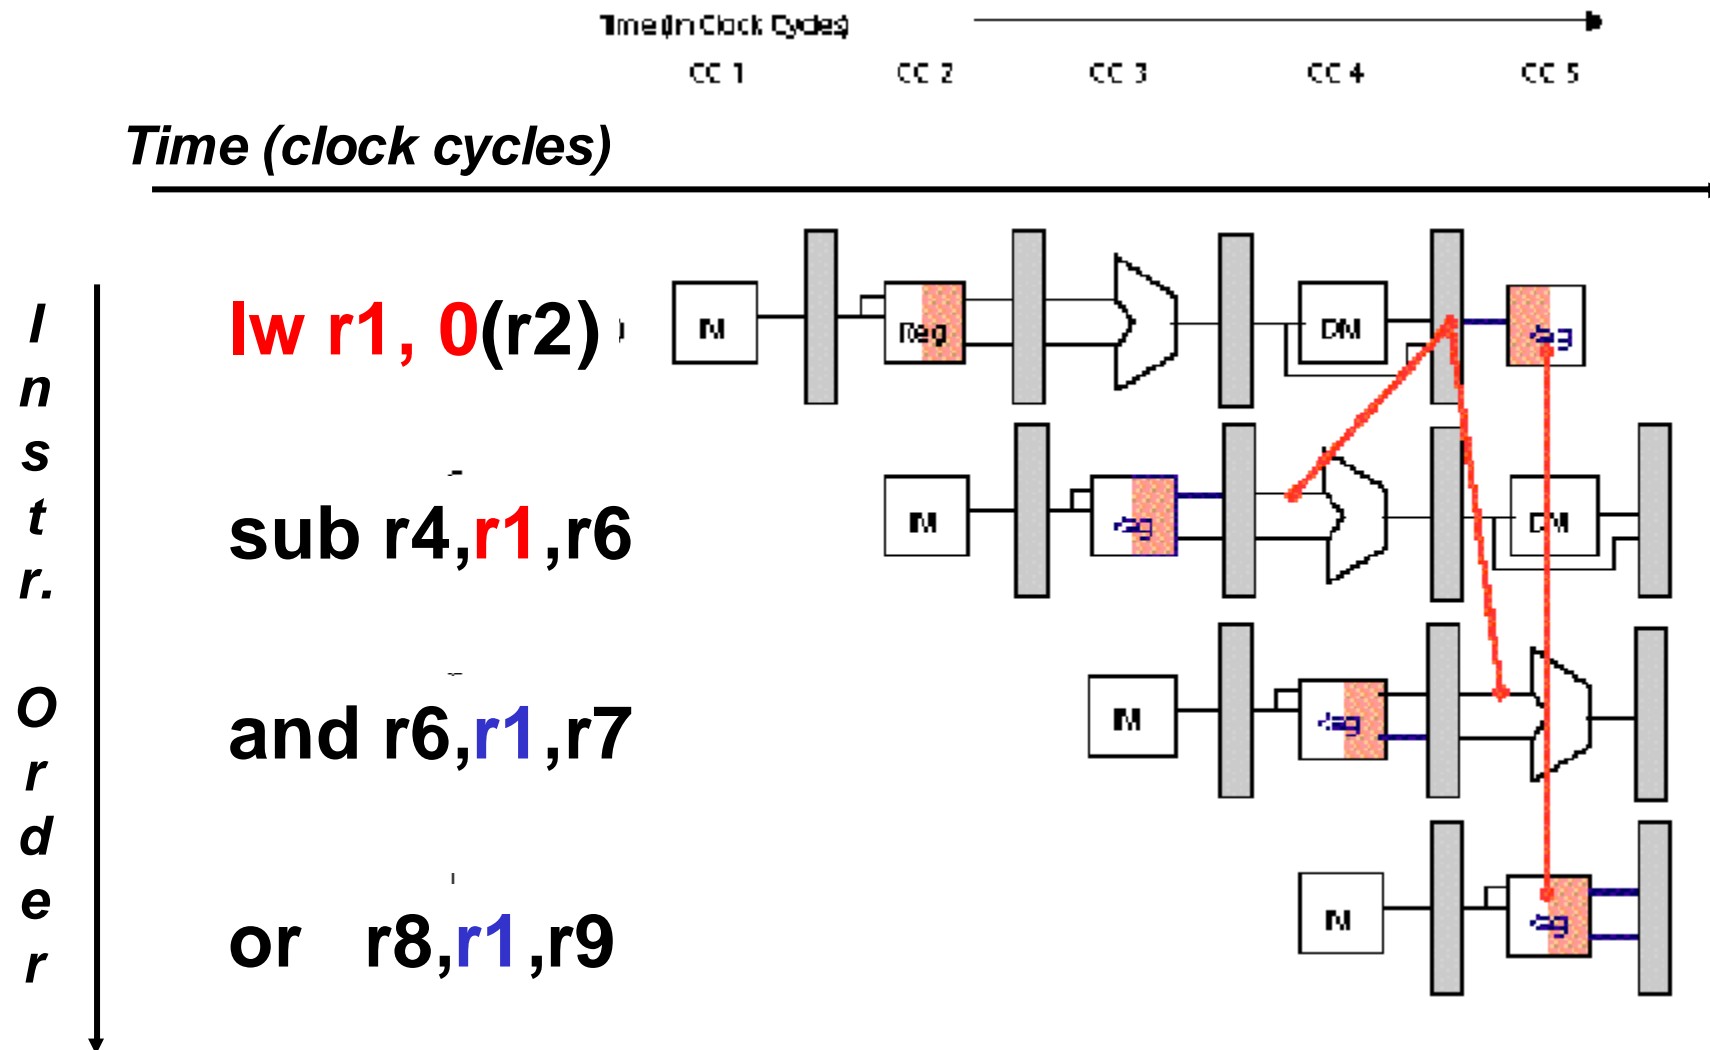 Time (in Clock Cycles)
CC 1 CC 2 CC 3 CC 4 CC 5
Time (clock cycles)
Instr. Order
lw r1, 0(r2)
IM Reg DM Reg
sub r4,r1,r6
IM Reg DM
and r6,r1,r7
IM Reg
or r8,r1,r9
IM Reg